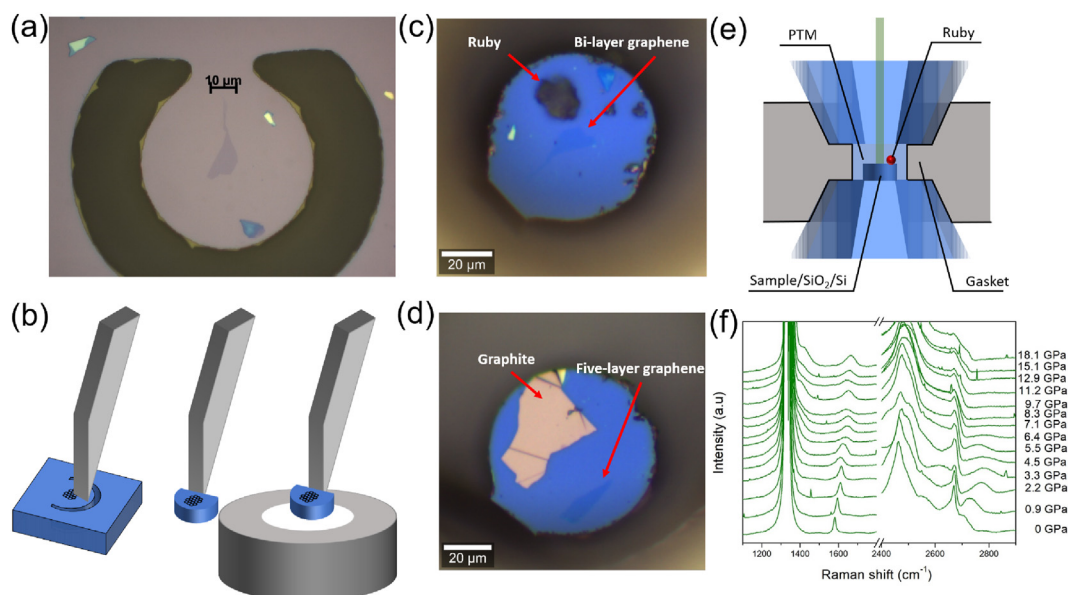 (a)
10 µm
(b)
(c)
Ruby
Bi-layer graphene
20 µm
(d)
Graphite
Five-layer graphene
20 µm
(e)
PTM
Ruby
Sample/SiO₂/Si
Gasket
(f)
Intensity (a.u)
18.1 GPa
15.1 GPa
12.9 GPa
11.2 GPa
9.7 GPa
8.3 GPa
7.1 GPa
6.4 GPa
5.5 GPa
4.5 GPa
3.3 GPa
2.2 GPa
0.9 GPa
0 GPa
1200 1400 1600 2400 2600 2800
Raman shift (cm⁻¹)